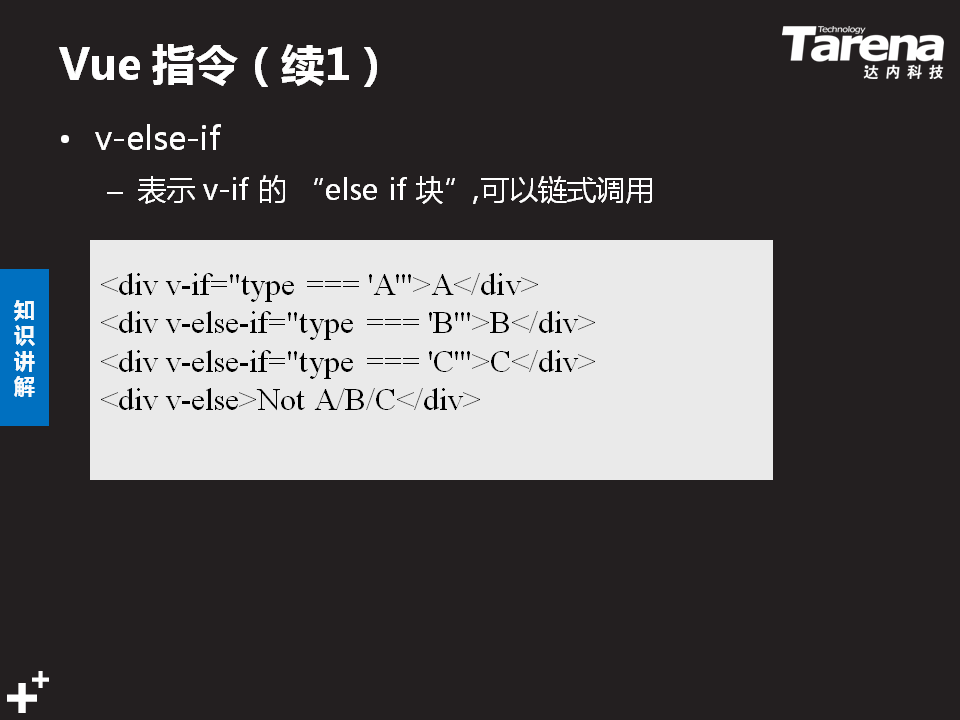 Vue 指令（续1）
Technology
Tarena
达内科技
• v-else-if
– 表示 v-if 的 “else if 块”,可以链式调用
知识讲解
<div v-if="type === 'A'">A</div>
<div v-else-if="type === 'B'">B</div>
<div v-else-if="type === 'C'">C</div>
<div v-else>Not A/B/C</div>